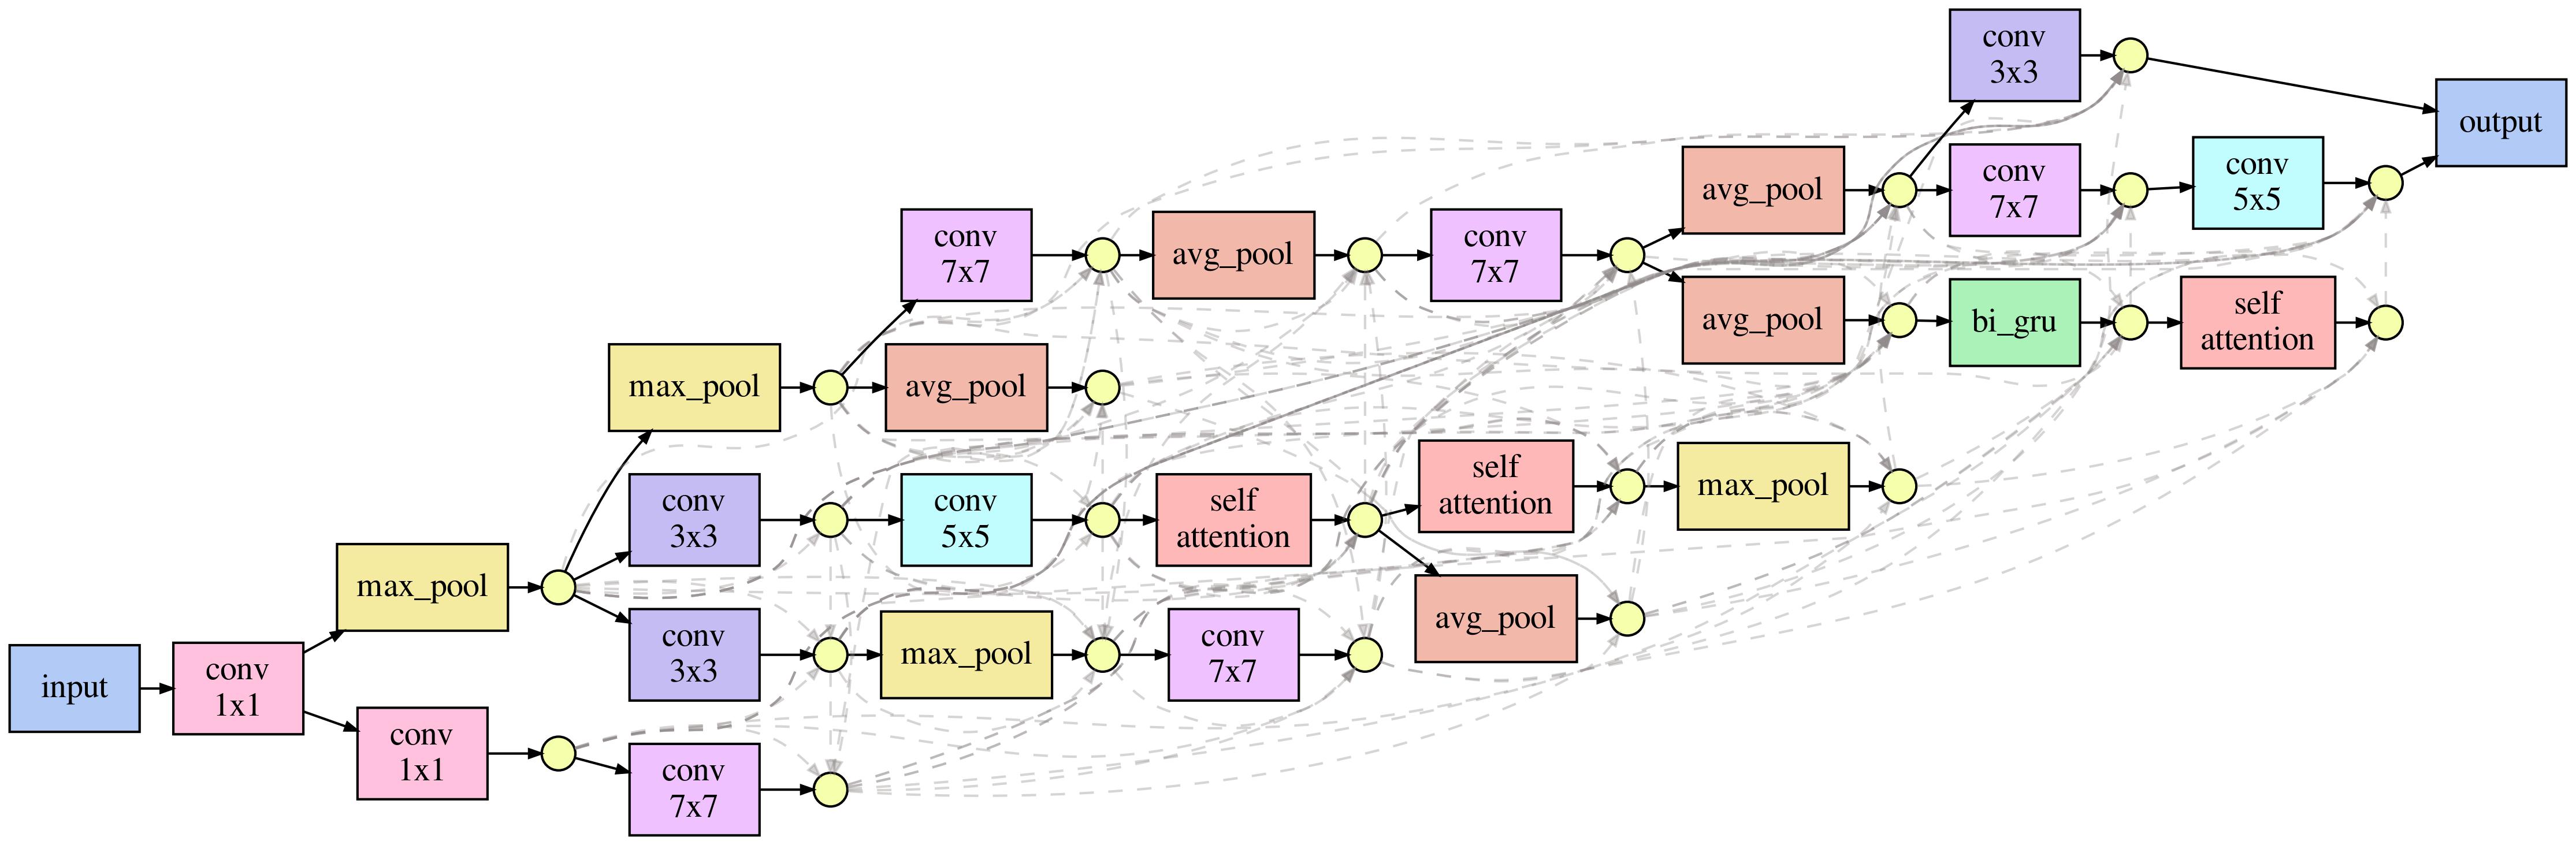 conv
3x3
output
conv
5x5
avg_pool
conv
7x7
conv
7x7
avg_pool
conv
7x7
avg_pool
bi_gru
self
attention
max_pool
avg_pool
self
attention
max_pool
conv
3x3
conv
5x5
self
attention
max_pool
avg_pool
conv
3x3
max_pool
conv
7x7
input
conv
1x1
conv
1x1
conv
7x7